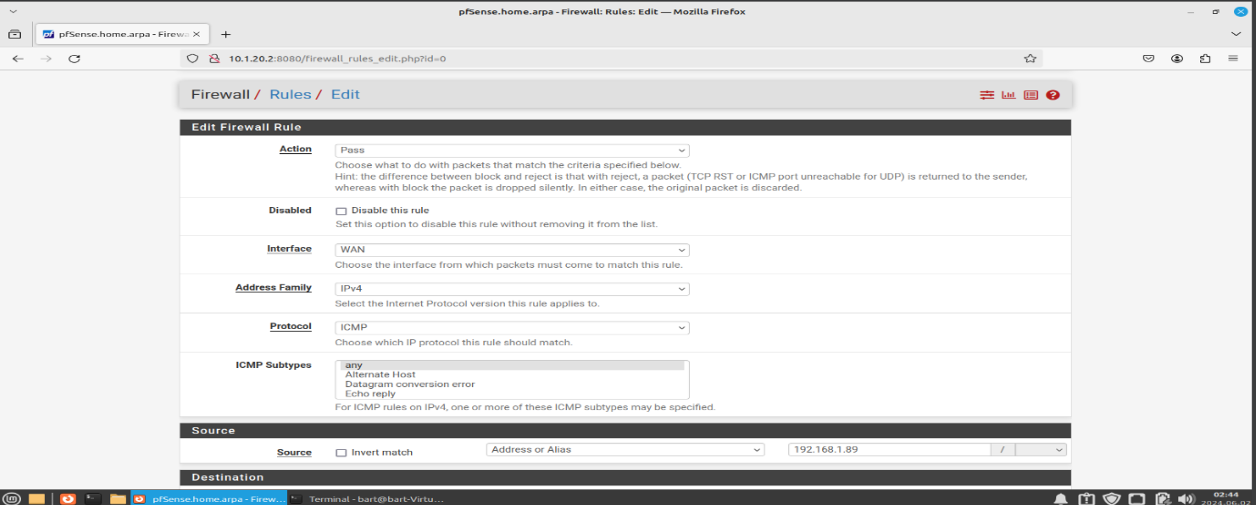 pfSense.home.arpa - Firewall: Rules: Edit — Mozilla Firefox
pfSense.home.arpa - Firewa
10.1.20.2:8080/firewall_rules_edit.php?id=0
Firewall / Rules / Edit
Edit Firewall Rule
Action
Pass
Choose what to do with packets that match the criteria specified below.
Hint: the difference between block and reject is that with reject, a packet (TCP RST or ICMP port unreachable for UDP) is returned to the sender,
whereas with block the packet is dropped silently. In either case, the original packet is discarded.
Disabled
Disable this rule
Set this option to disable this rule without removing it from the list.
Interface
WAN
Choose the interface from which packets must come to match this rule.
Address Family
IPv4
Select the Internet Protocol version this rule applies to.
Protocol
ICMP
Choose which IP protocol this rule should match.
ICMP Subtypes
any
Alternate Host
Datagram conversion error
Echo reply
For ICMP rules on IPv4, one or more of these ICMP subtypes may be specified.
Source
Source Invert match Address or Alias 192.168.1.89 /
Destination
pfSense.home.arpa - Firew... Terminal - bart@bart-Virtu... 02:44
2024-06-02